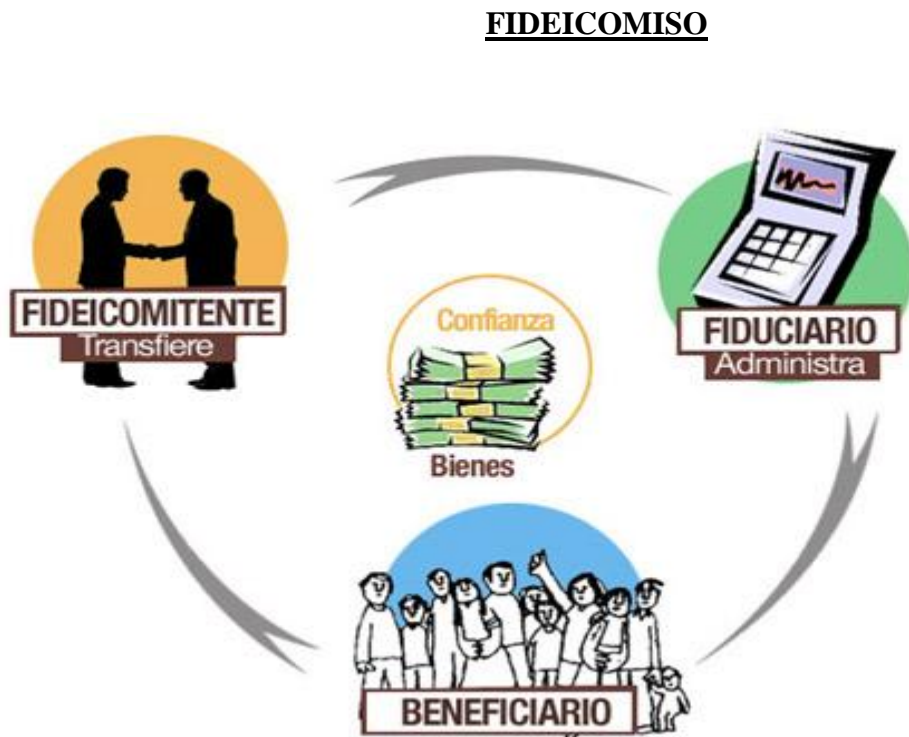 FIDEICOMISO
FIDEICOMITENTE
Transfiere
FIDUCIARIO
Administra
Confianza
Bienes
BENEFICIARIO